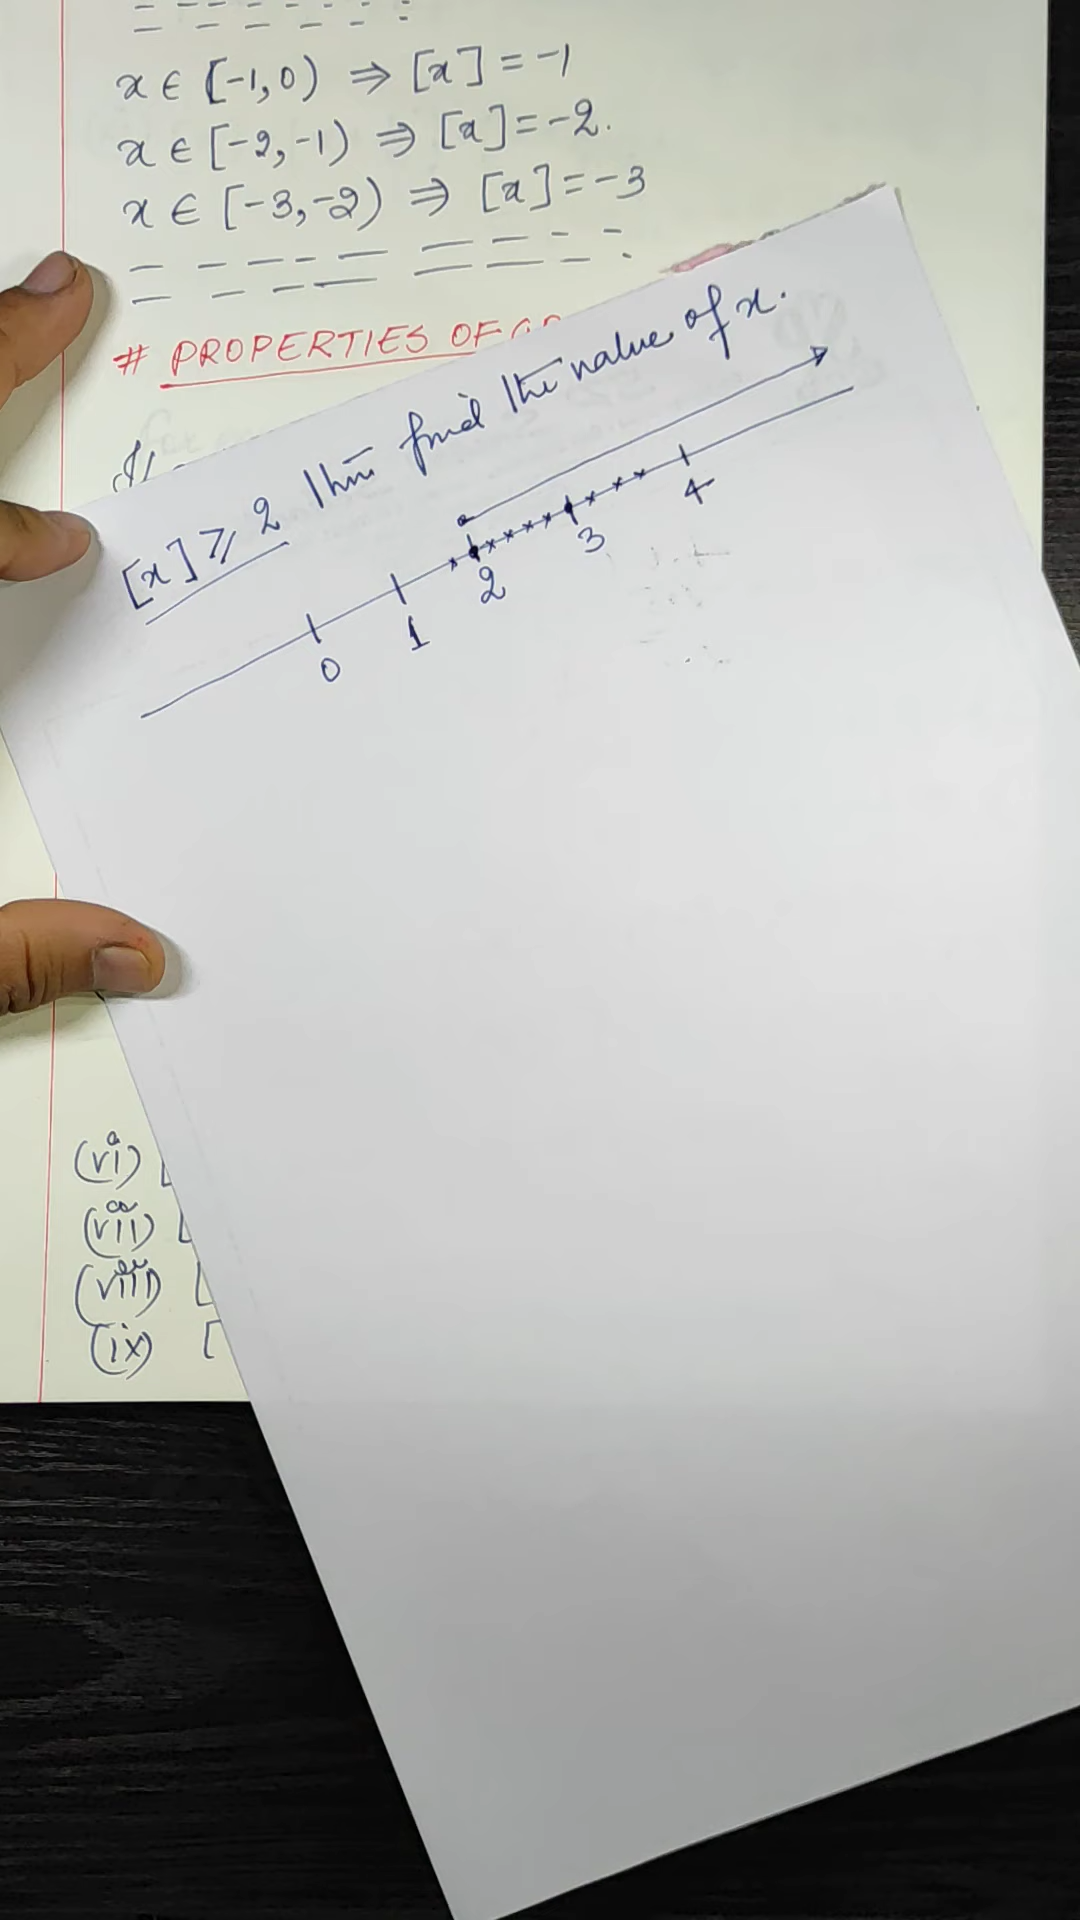 x ∈ [-1,0) ⇒ [x] = -1
x ∈ [-2,-1) ⇒ [x] = -2.
x ∈ [-3,-2) ⇒ [x] = -3
# PROPERTIES OF
[x] ⩾ 2 then find the value of x.
0 1 2 3 4
(vi) [
(vii) [
(viii) [
(ix) [